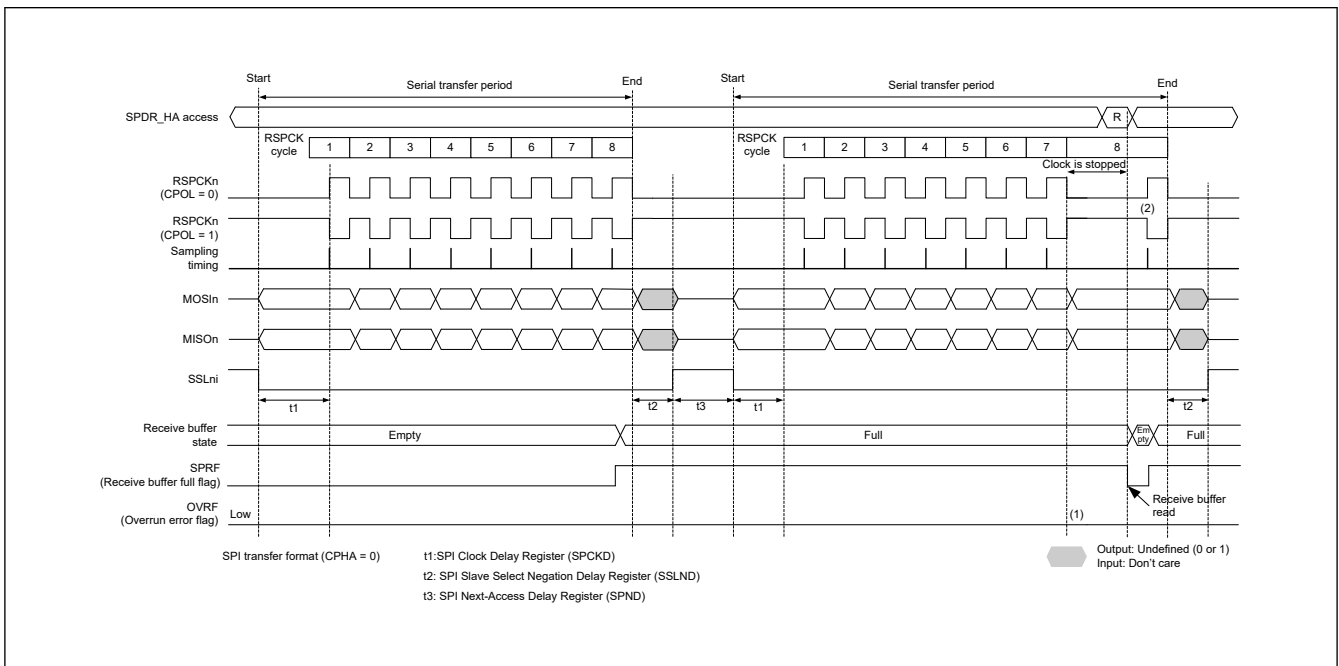 Start
Serial transfer period
End
Start
Serial transfer period
End
SPDR_HA access
R
RSPCK
cycle
1 2 3 4 5 6 7 8
RSPCK
cycle
1 2 3 4 5 6 7 8
Clock is stopped
RSPCKn
(CPOL = 0)
(2)
RSPCKn
(CPOL = 1)
Sampling
timing
MOSIn
MISOn
SSLni
t1
t2
t3
t1
t2
Receive buffer
state
Empty
Full
Em
pty
Full
SPRF
(Receive buffer full flag)
Receive buffer
read
OVRF
(Overrun error flag)
Low
(1)
SPI transfer format (CPHA = 0)
t1:SPI Clock Delay Register (SPCKD)
t2: SPI Slave Select Negation Delay Register (SSLND)
t3: SPI Next-Access Delay Register (SPND)
Output: Undefined (0 or 1)
Input: Don't care